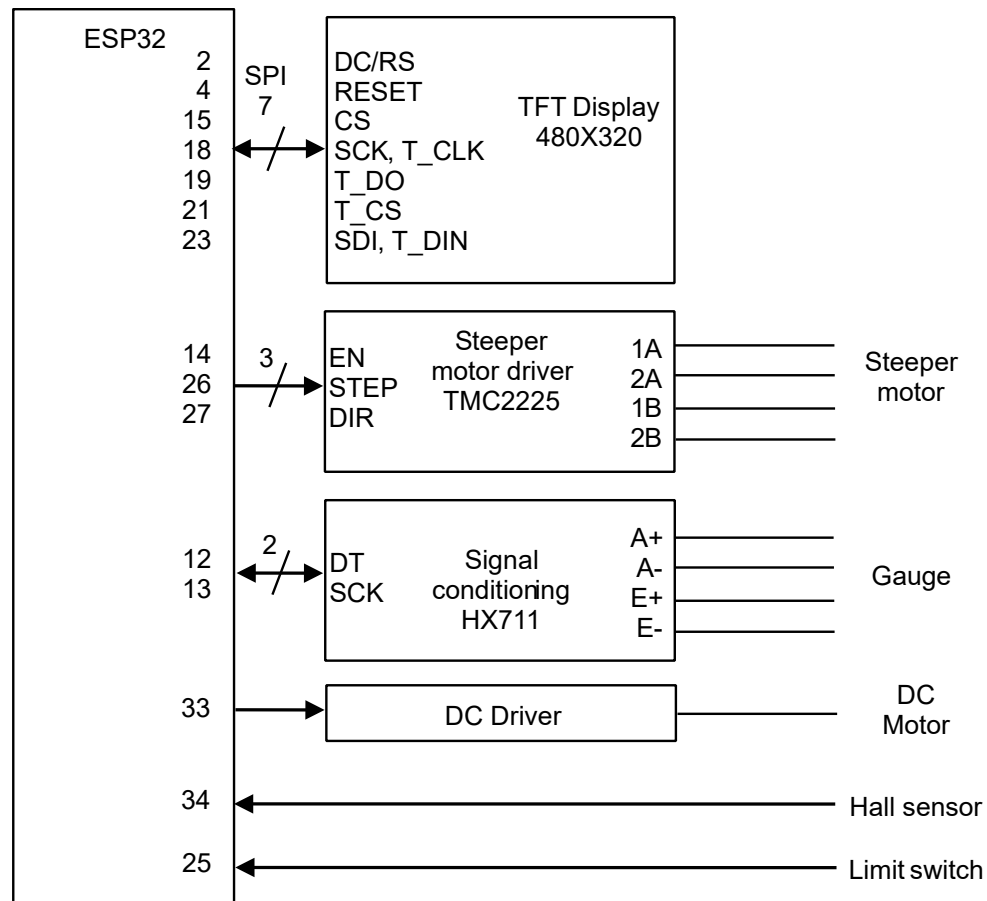 ESP32
2
4
15
18
19
21
23
SPI
7
DC/RS
RESET
CS
SCK, T_CLK
T_DO
T_CS
SDI, T_DIN
TFT Display
480X320
14
26
27
3
EN
STEP
DIR
Steeper
motor driver
TMC2225
1A
2A
1B
2B
Steeper
motor
12
13
2
DT
SCK
Signal
conditioning
HX711
A+
A-
E+
E-
Gauge
33
DC Driver
DC
Motor
34
Hall sensor
25
Limit switch